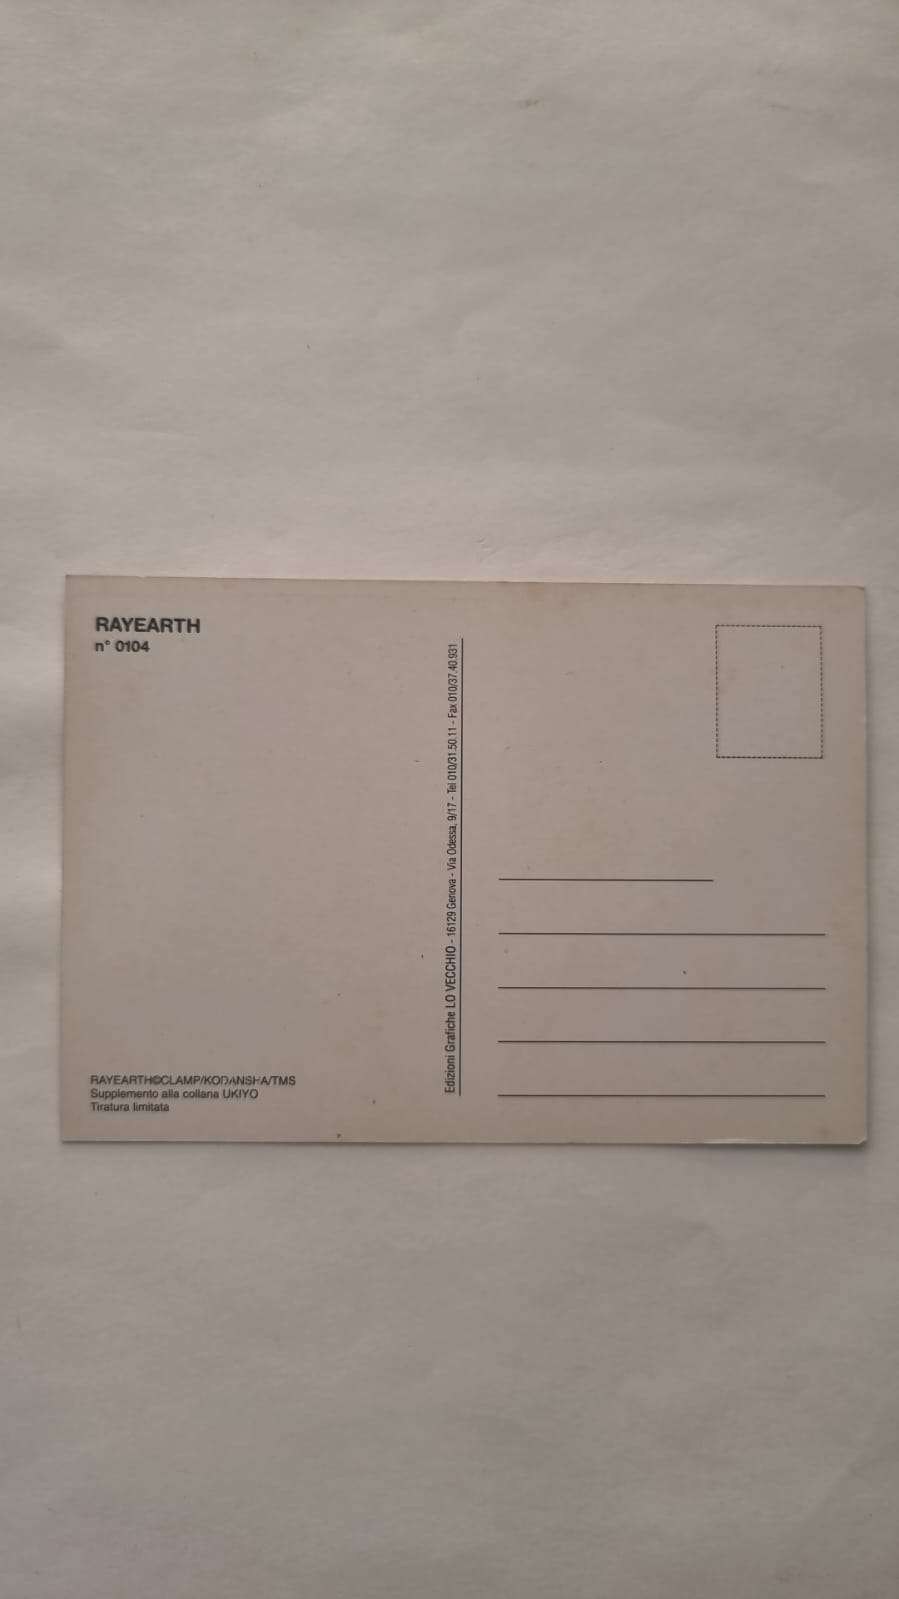 RAYEARTH
n° 0104
Edizioni Grafiche LO VECCHIO - 16129 Genova - Via Odessa, 9/17 - Tel 010/31.50.11 - Fax 010/37.40.931
RAYEARTH©CLAMP/KODANSHA/TMS
Supplemento alla collana UKIYO
Tiratura limitata